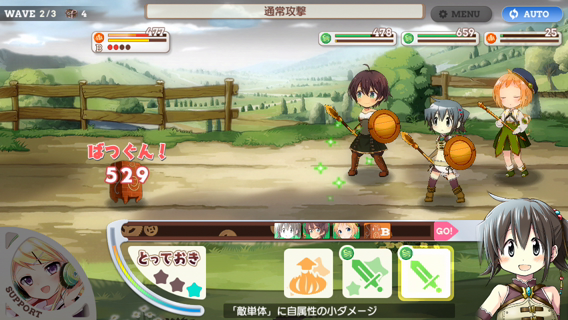 WAVE 2/3 4
通常攻撃
MENU
AUTO
477
B
478
659
25
ばつぐん!
529
B
GO!
とっておき
SUPPORT
「敵単体」に自属性の小ダメージ